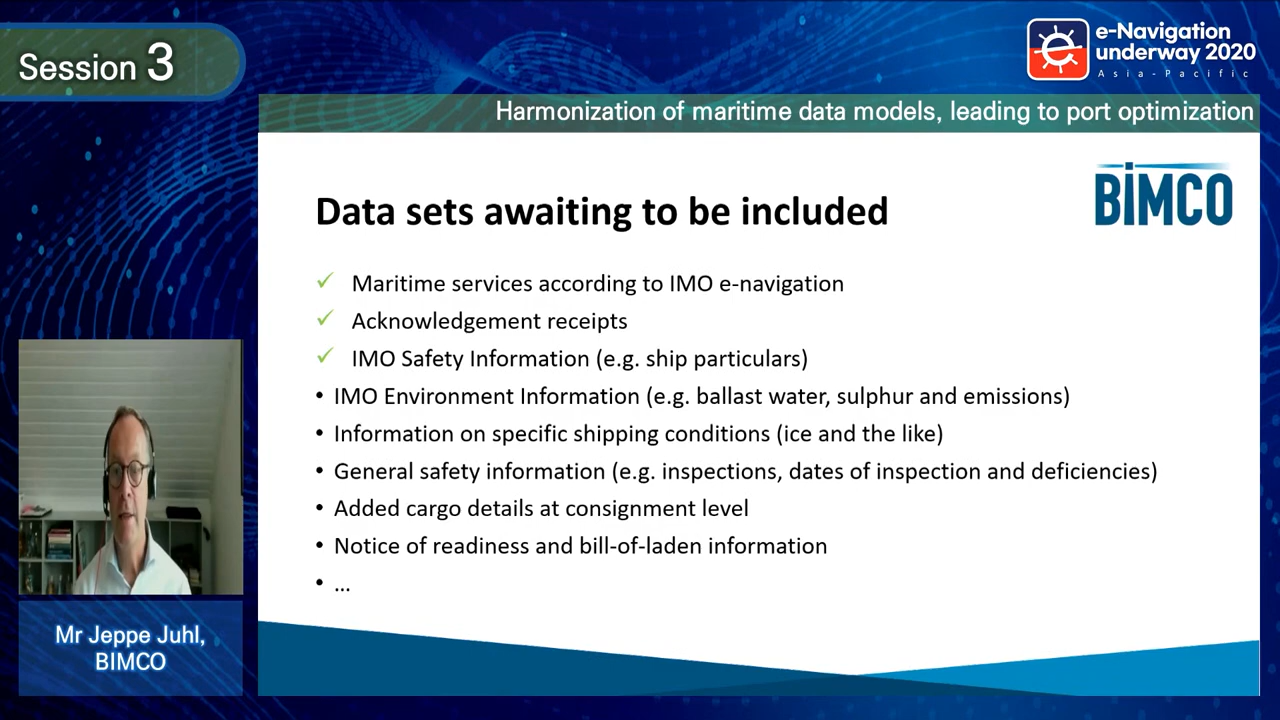 Session 3
e-Navigation
underway 2020
Asia-Pacific
Harmonization of maritime data models, leading to port optimization
BIMCO
Data sets awaiting to be included
✓ Maritime services according to IMO e-navigation
✓ Acknowledgement receipts
✓ IMO Safety Information (e.g. ship particulars)
• IMO Environment Information (e.g. ballast water, sulphur and emissions)
• Information on specific shipping conditions (ice and the like)
• General safety information (e.g. inspections, dates of inspection and deficiencies)
• Added cargo details at consignment level
• Notice of readiness and bill-of-laden information
• ...
Mr Jeppe Juhl,
BIMCO